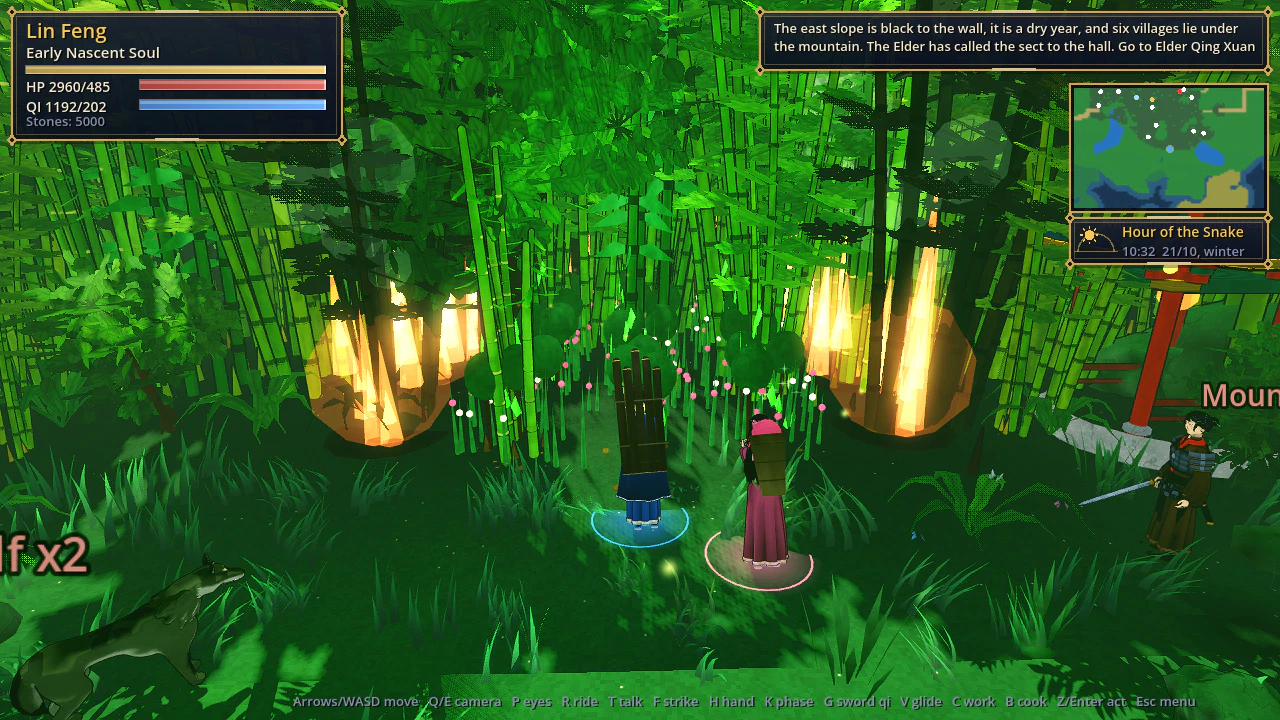 Lin Feng
Early Nascent Soul
HP 2960/485
QI 1192/202
Stones: 5000
The east slope is black to the wall, it is a dry year, and six villages lie under
the mountain. The Elder has called the sect to the hall. Go to Elder Qing Xuan
Hour of the Snake
10:32 21/10, winter
Moun
lf x2
Arrows/WASD move Q/E camera P eyes R ride T talk F strike H hand K phase G sword qi V glide C work B cook Z/Enter act Esc menu